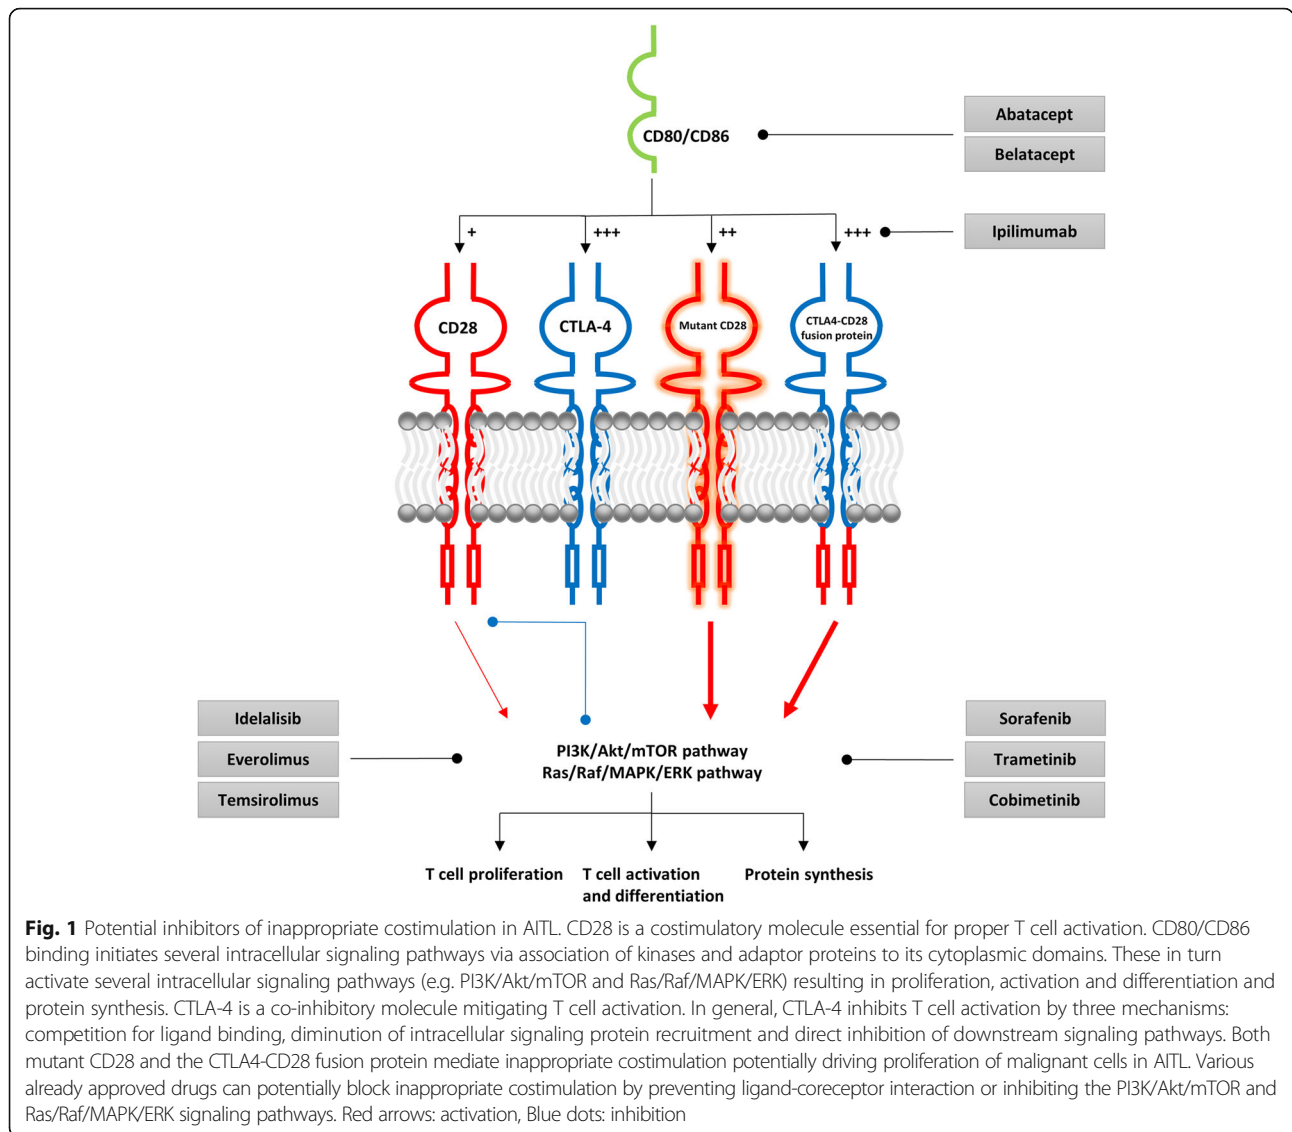 CD80/CD86
Abatacept
Belatacept
Ipilimumab
+
+++
++
+++
CD28
CTLA-4
Mutant CD28
CTLA4-CD28
fusion protein
Idelalisib
Everolimus
Temsirolimus
Sorafenib
Trametinib
Cobimetinib
PI3K/Akt/mTOR pathway
Ras/Raf/MAPK/ERK pathway
T cell proliferation
T cell activation
and differentiation
Protein synthesis
Fig. 1 Potential inhibitors of inappropriate costimulation in AITL. CD28 is a costimulatory molecule essential for proper T cell activation. CD80/CD86
binding initiates several intracellular signaling pathways via association of kinases and adaptor proteins to its cytoplasmic domains. These in turn
activate several intracellular signaling pathways (e.g. PI3K/Akt/mTOR and Ras/Raf/MAPK/ERK) resulting in proliferation, activation and differentiation and
protein synthesis. CTLA-4 is a co-inhibitory molecule mitigating T cell activation. In general, CTLA-4 inhibits T cell activation by three mechanisms:
competition for ligand binding, diminution of intracellular signaling protein recruitment and direct inhibition of downstream signaling pathways. Both
mutant CD28 and the CTLA4-CD28 fusion protein mediate inappropriate costimulation potentially driving proliferation of malignant cells in AITL. Various
already approved drugs can potentially block inappropriate costimulation by preventing ligand-coreceptor interaction or inhibiting the PI3K/Akt/mTOR and
Ras/Raf/MAPK/ERK signaling pathways. Red arrows: activation, Blue dots: inhibition